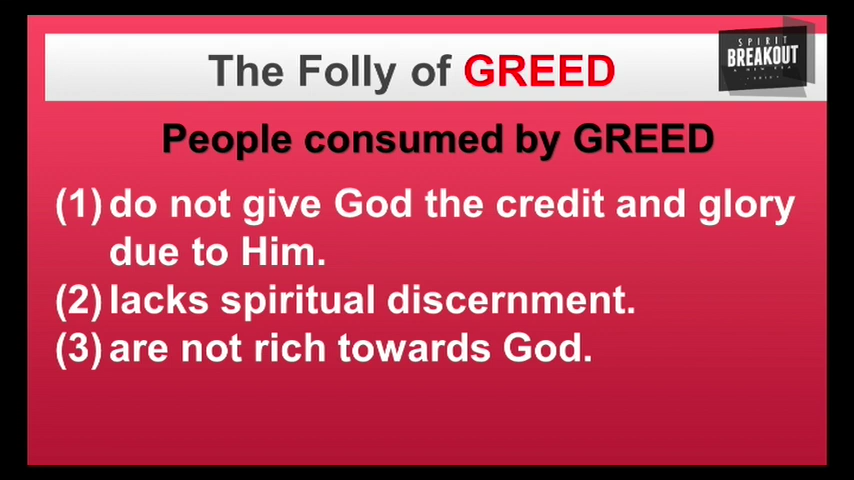 The Folly of GREED
SPIRIT
BREAKOUT
People consumed by GREED
(1) do not give God the credit and glory
due to Him.
(2) lacks spiritual discernment.
(3) are not rich towards God.